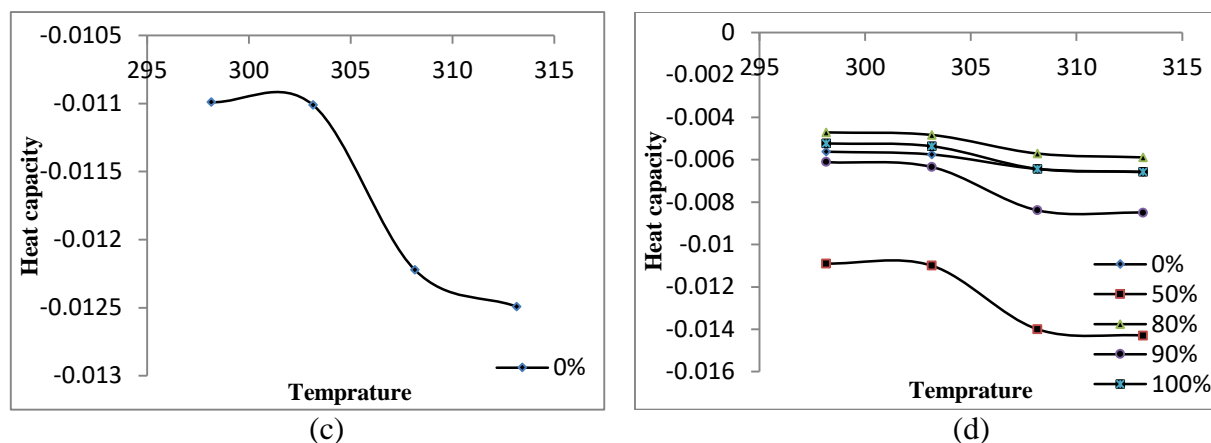 -0.0105
295 300 305 310 315
-0.011
-0.0115
-0.012
-0.0125
-0.013
Heat capacity
Temprature
0%
(c)
0
295 300 305 310 315
-0.002
-0.004
-0.006
-0.008
-0.01
-0.012
-0.014
-0.016
Heat capacity
Temprature
0%
50%
80%
90%
100%
(d)